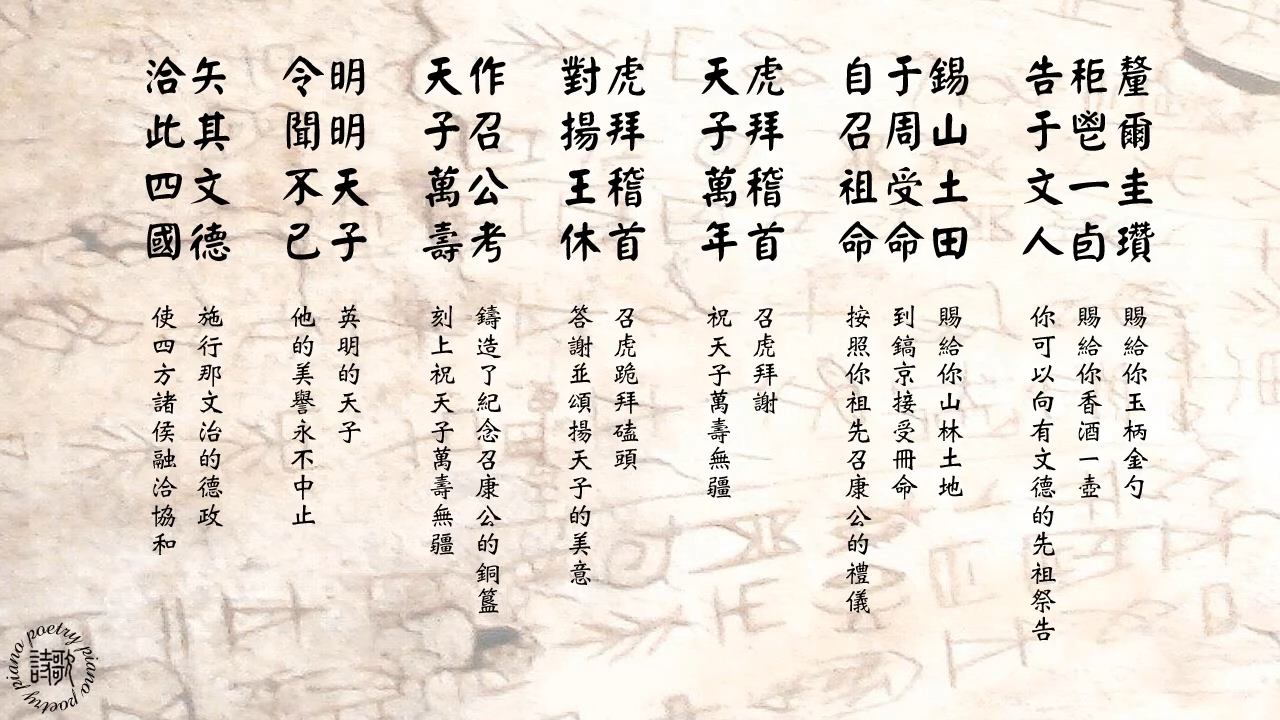 釐爾圭瓚
秬鬯一卣
告于文人
錫山土田
于周受命
自召祖命
虎拜稽首
天子萬年
虎拜稽首
對揚王休
作召公考
天子萬壽
明明天子
令聞不已
矢其文德
洽此四國
賜給你玉柄金勺
賜給你香酒一壺
你可以向有文德的先祖祭告
賜給你山林土地
到鎬京接受冊命
按照你祖先召康公的禮儀
召虎拜謝
祝天子萬壽無疆
召虎跪拜磕頭
答謝並頌揚天子的美意
鑄造了紀念召康公的銅簋
刻上祝天子萬壽無疆
英明的天子
他的美譽永不中止
施行那文治的德政
使四方諸侯融洽協和
poetry piano poetry piano
詩歌